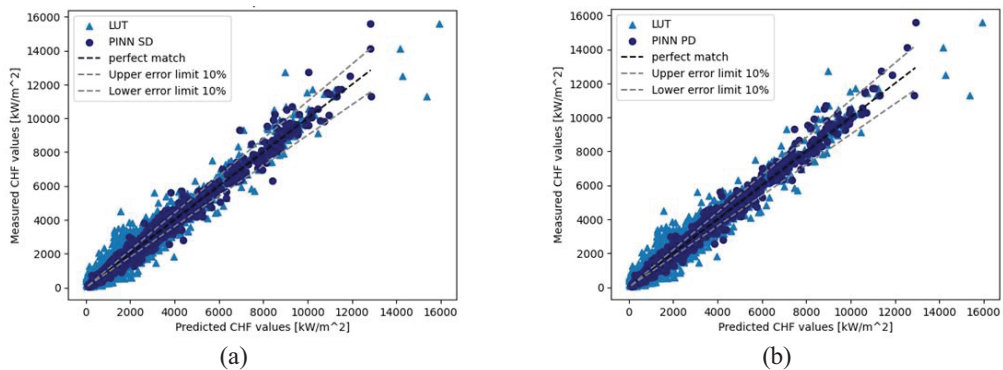 16000
14000
12000
10000
8000
6000
4000
2000
0
Measured CHF values [kW/m^2]
LUT
PINN SD
perfect match
Upper error limit 10%
Lower error limit 10%
0 2000 4000 6000 8000 10000 12000 14000 16000
Predicted CHF values [kW/m^2]
(a)
16000
14000
12000
10000
8000
6000
4000
2000
0
Measured CHF values [kW/m^2]
LUT
PINN PD
perfect match
Upper error limit 10%
Lower error limit 10%
0 2000 4000 6000 8000 10000 12000 14000 16000
Predicted CHF values [kW/m^2]
(b)